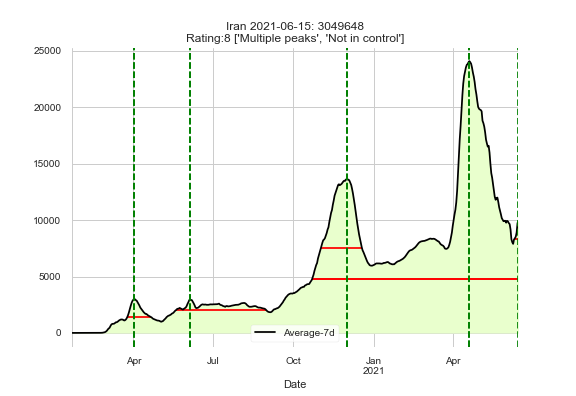 Iran 2021-06-15: 3049648
Rating:8 ['Multiple peaks', 'Not in control']
25000
20000
15000
10000
5000
0
Average-7d
Apr
Jul
Oct
Jan
2021
Apr
Date